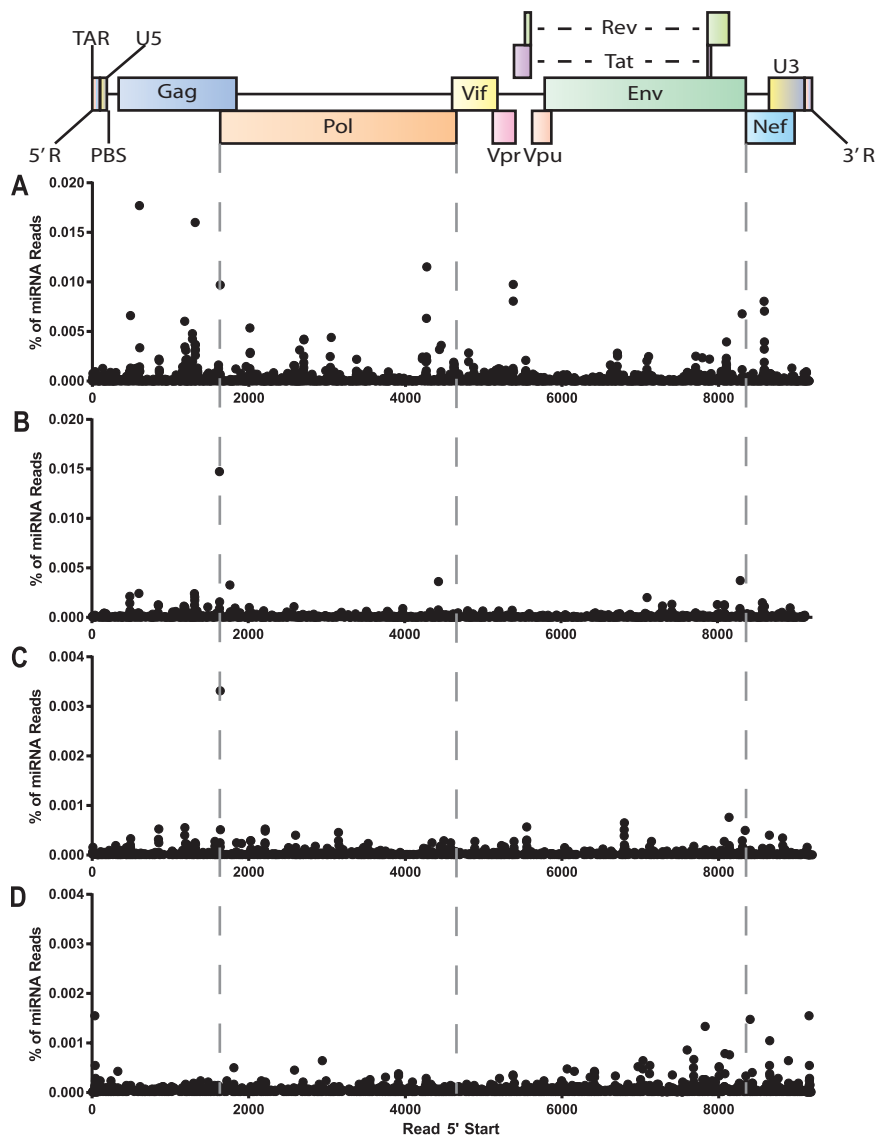 Rev
TAR U5 Tat U3
Gag Vif Env
Pol Nef
5' R PBS Vpr Vpu 3' R
A
% of miRNA Reads
0.020
0.015
0.010
0.005
0.000
0 2000 4000 6000 8000
B
% of miRNA Reads
0.020
0.015
0.010
0.005
0.000
0 2000 4000 6000 8000
C
% of miRNA Reads
0.004
0.003
0.002
0.001
0.000
0 2000 4000 6000 8000
D
% of miRNA Reads
0.004
0.003
0.002
0.001
0.000
0 2000 4000 6000 8000
Read 5' Start